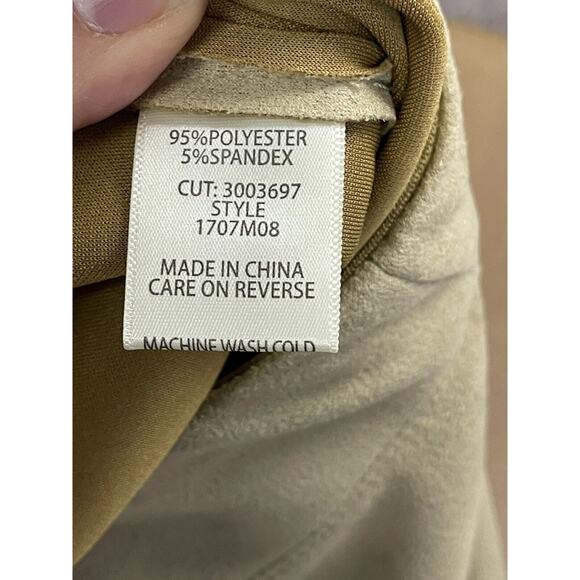 95%POLYESTER
5%SPANDEX
CUT: 3003697
STYLE
1707M08
MADE IN CHINA
CARE ON REVERSE
MACHINE WASH COLD